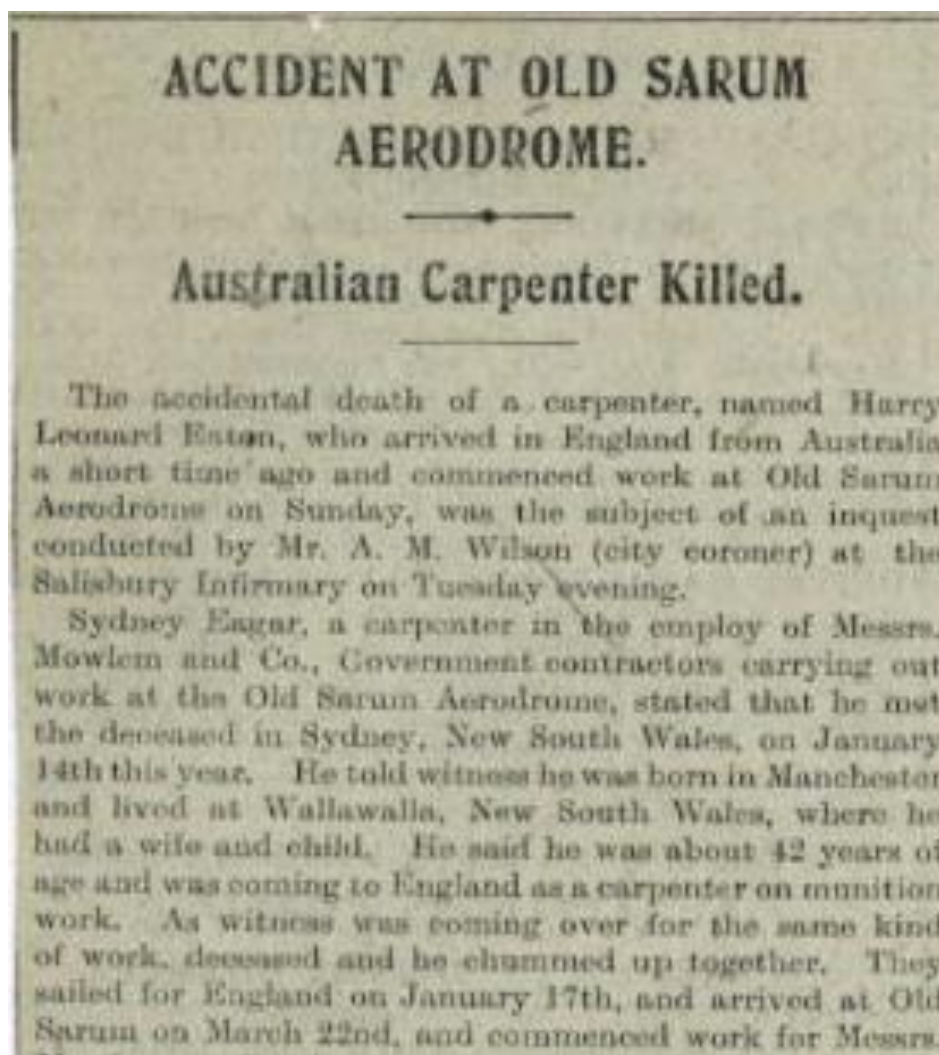 ACCIDENT AT OLD SARUM
AERODROME.
Australian Carpenter Killed.
The accidental death of a carpenter, named Harry
Leonard Eaton, who arrived in England from Australia
a short time ago and commenced work at Old Sarum
Aerodrome on Sunday, was the subject of an inquest
conducted by Mr. A. M. Wilson (city coroner) at the
Salisbury Infirmary on Tuesday evening.
Sydney Eagar, a carpenter in the employ of Messrs.
Mowlem and Co., Government contractors carrying out
work at the Old Sarum Aerodrome, stated that he met
the deceased in Sydney, New South Wales, on January
14th this year. He told witness he was born in Manchester
and lived at Wallawalla, New South Wales, where he
had a wife and child. He said he was about 42 years of
age and was coming to England as a carpenter on munition
work. As witness was coming over for the same kind
of work, deceased and he chummed up together. They
sailed for England on January 17th, and arrived at Old
Sarum on March 22nd, and commenced work for Messrs.